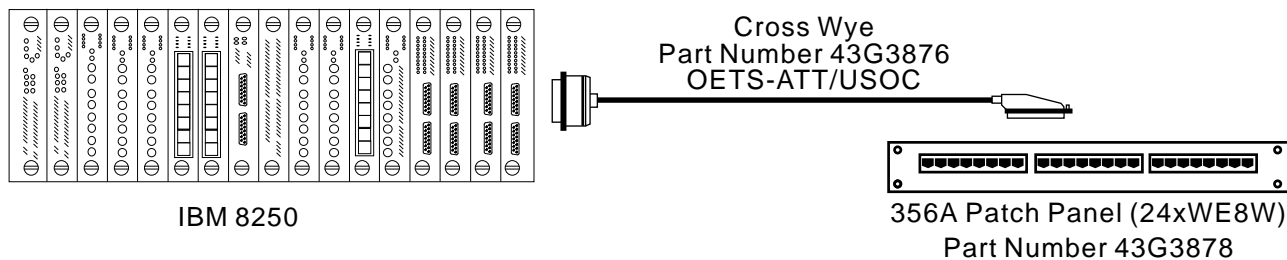 Cross Wye
Part Number 43G3876
OETS-ATT/USOC
IBM 8250
356A Patch Panel (24xWE8W)
Part Number 43G3878